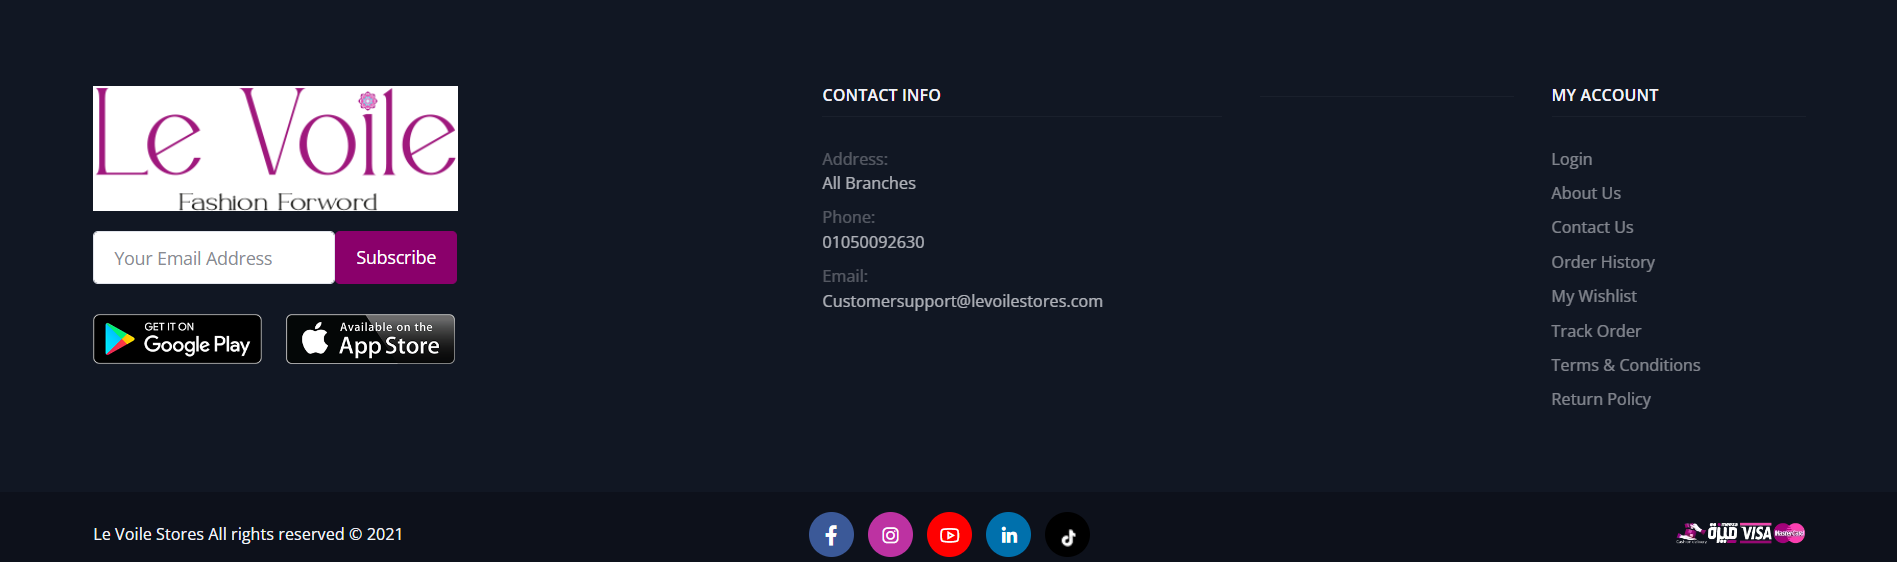 Le Voile
Fashion Forword
Your Email Address
Subscribe
GET IT ON
Google Play
Available on the
App Store
CONTACT INFO
Address:
All Branches
Phone:
01050092630
Email:
Customersupport@levoilestores.com
MY ACCOUNT
Login
About Us
Contact Us
Order History
My Wishlist
Track Order
Terms & Conditions
Return Policy
Le Voile Stores All rights reserved © 2021
in
VISA
MasterCard